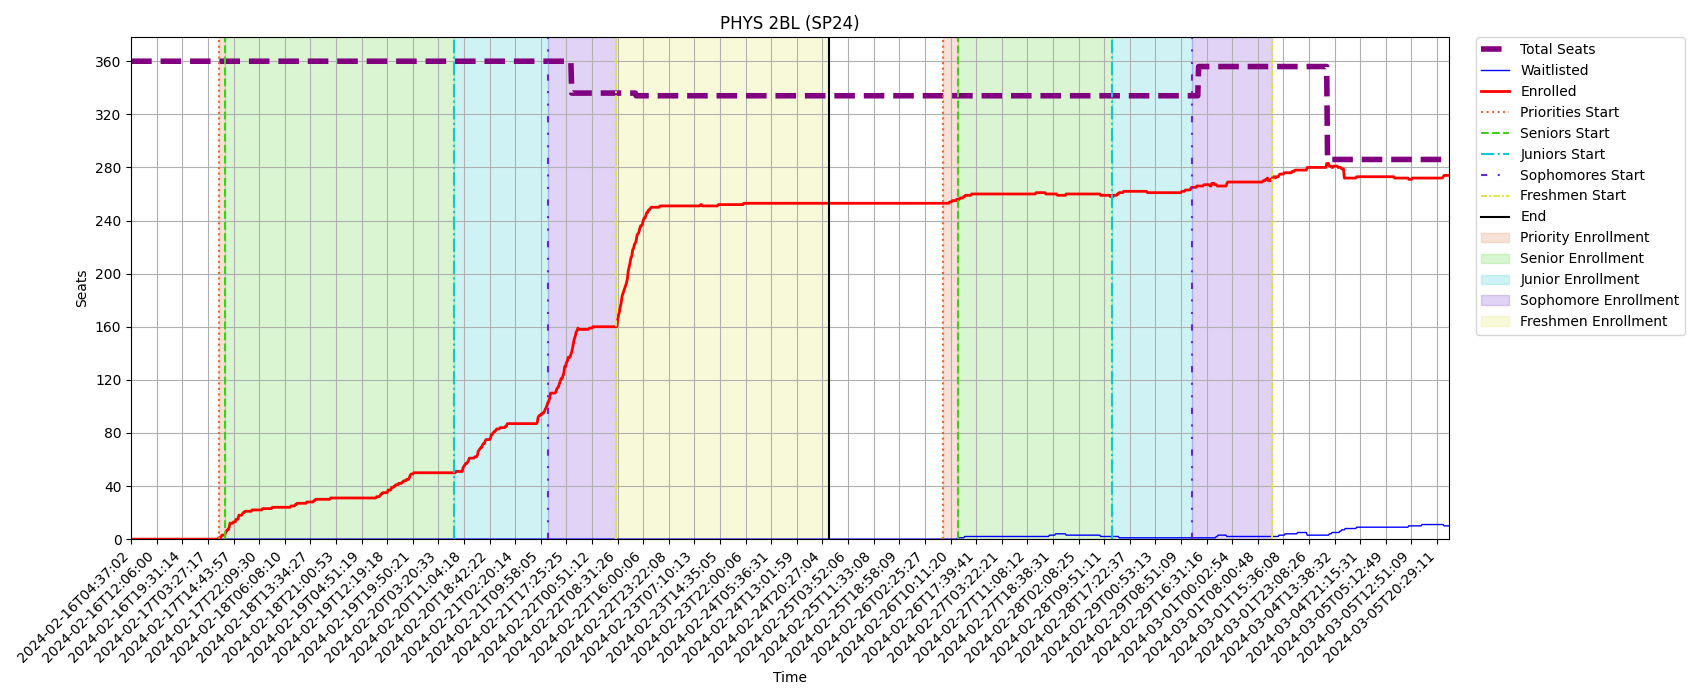 PHYS 2BL (SP24)
Seats
360
320
280
240
200
160
120
80
40
0
2024-02-16T04:37:02
2024-02-16T12:06:00
2024-02-16T19:31:14
2024-02-17T03:27:17
2024-02-17T14:43:57
2024-02-17T22:09:30
2024-02-18T06:08:10
2024-02-18T13:34:27
2024-02-18T21:00:53
2024-02-19T04:51:19
2024-02-19T12:19:18
2024-02-19T19:50:21
2024-02-20T03:20:33
2024-02-20T11:04:18
2024-02-20T18:42:22
2024-02-21T02:20:14
2024-02-21T09:58:05
2024-02-21T17:25:25
2024-02-22T00:51:12
2024-02-22T08:31:26
2024-02-22T16:00:06
2024-02-22T23:22:08
2024-02-23T07:10:13
2024-02-23T14:35:05
2024-02-23T22:00:06
2024-02-24T05:36:31
2024-02-24T13:01:59
2024-02-24T20:27:04
2024-02-25T03:52:06
2024-02-25T11:33:08
2024-02-25T18:58:09
2024-02-26T02:25:27
2024-02-26T10:11:20
2024-02-26T17:39:41
2024-02-27T03:22:21
2024-02-27T11:08:12
2024-02-27T18:38:31
2024-02-28T02:08:25
2024-02-28T09:51:11
2024-02-28T17:22:37
2024-02-29T00:53:13
2024-02-29T08:51:09
2024-02-29T16:31:16
2024-03-01T00:02:54
2024-03-01T08:00:48
2024-03-01T15:36:08
2024-03-01T23:08:26
2024-03-04T13:38:32
2024-03-04T21:15:31
2024-03-05T05:12:49
2024-03-05T12:51:09
2024-03-05T20:29:11
Time
Total Seats
Waitlisted
Enrolled
Priorities Start
Seniors Start
Juniors Start
Sophomores Start
Freshmen Start
End
Priority Enrollment
Senior Enrollment
Junior Enrollment
Sophomore Enrollment
Freshmen Enrollment